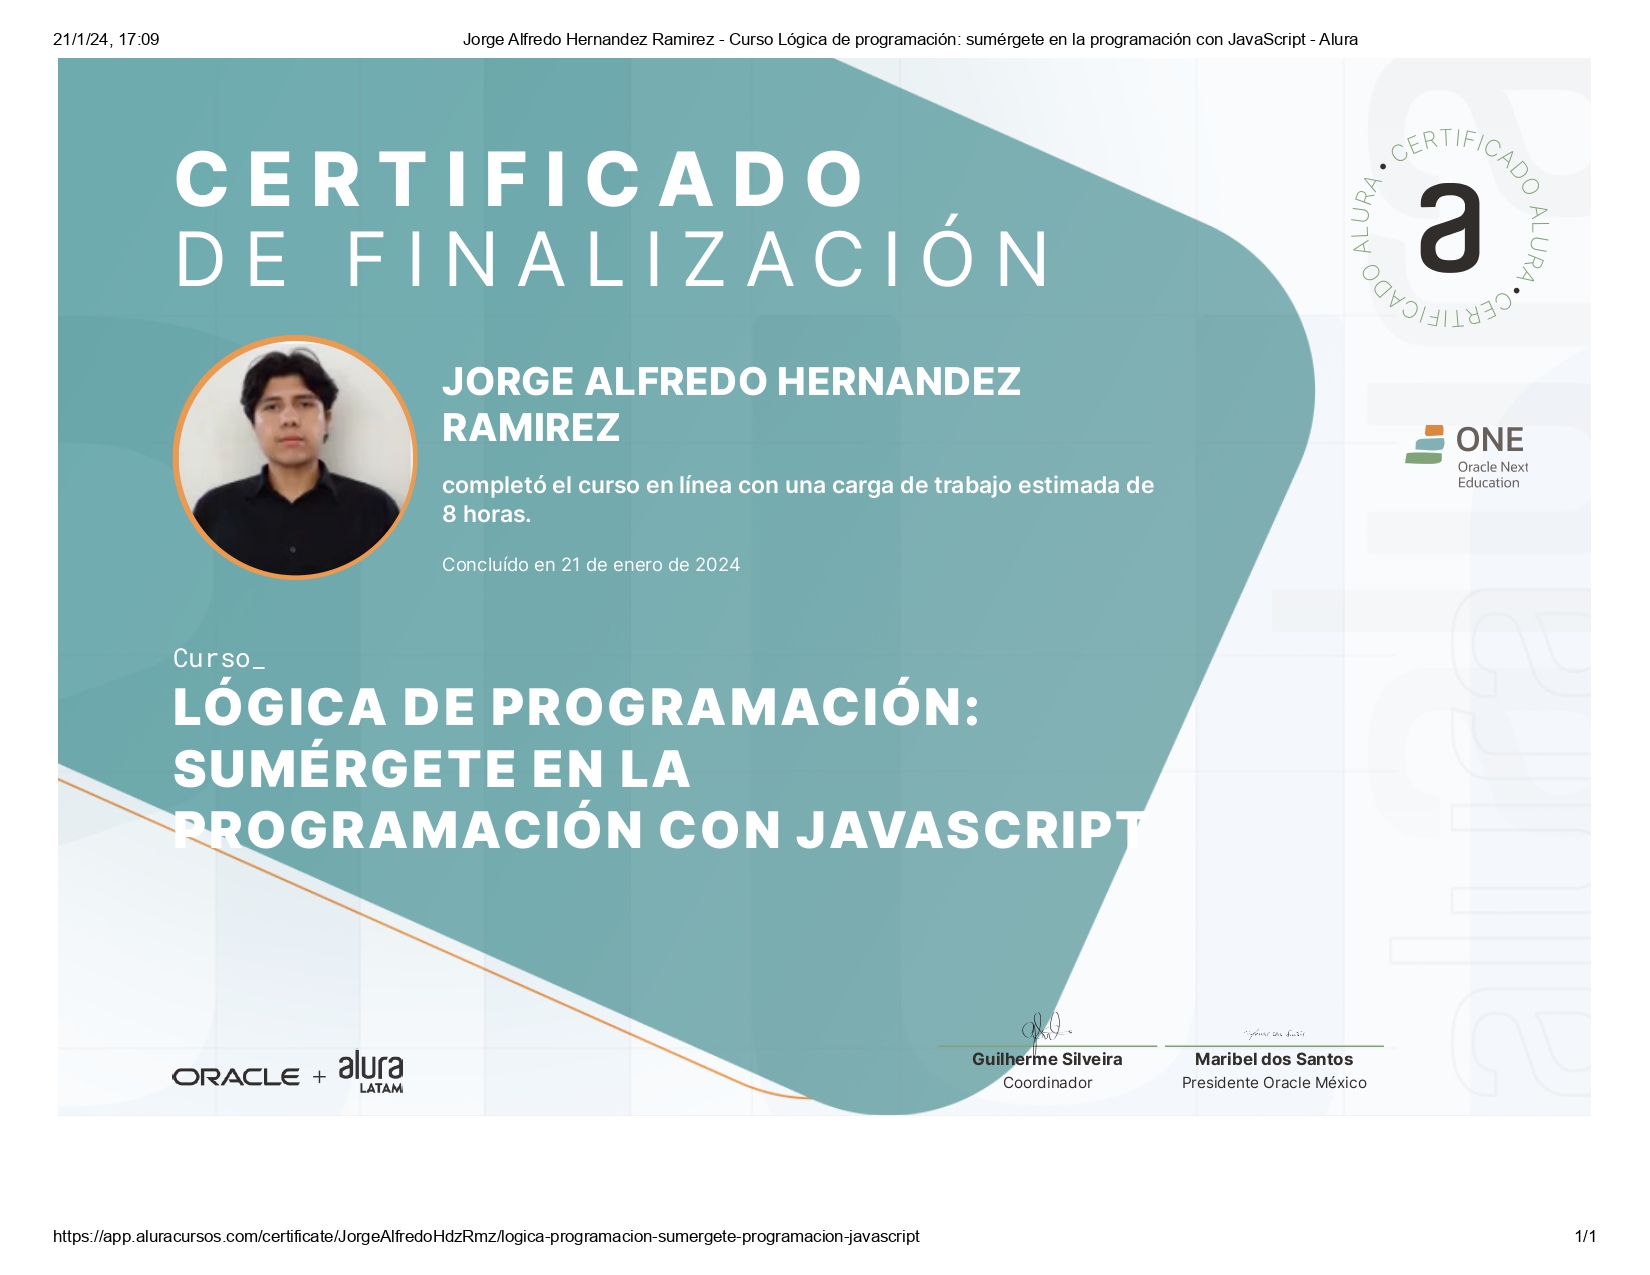 21/1/24, 17:09
Jorge Alfredo Hernandez Ramirez - Curso Lógica de programación: sumérgete en la programación con JavaScript - Alura
CERTIFICADO
DE FINALIZACIÓN
CERTIFICADO ALURA • CERTIFICADO ALURA •
a
JORGE ALFREDO HERNANDEZ
RAMIREZ
completó el curso en línea con una carga de trabajo estimada de
8 horas.
Concluído en 21 de enero de 2024
ONE
Oracle Next
Education
Curso_
LÓGICA DE PROGRAMACIÓN:
SUMÉRGETE EN LA
PROGRAMACIÓN CON JAVASCRIPT
alura
ORACLE + alura
LATAM
Guilherme Silveira
Coordinador
Maribel dos Santos
Presidente Oracle México
https://app.aluracursos.com/certificate/JorgeAlfredoHdzRmz/logica-programacion-sumergete-programacion-javascript
1/1